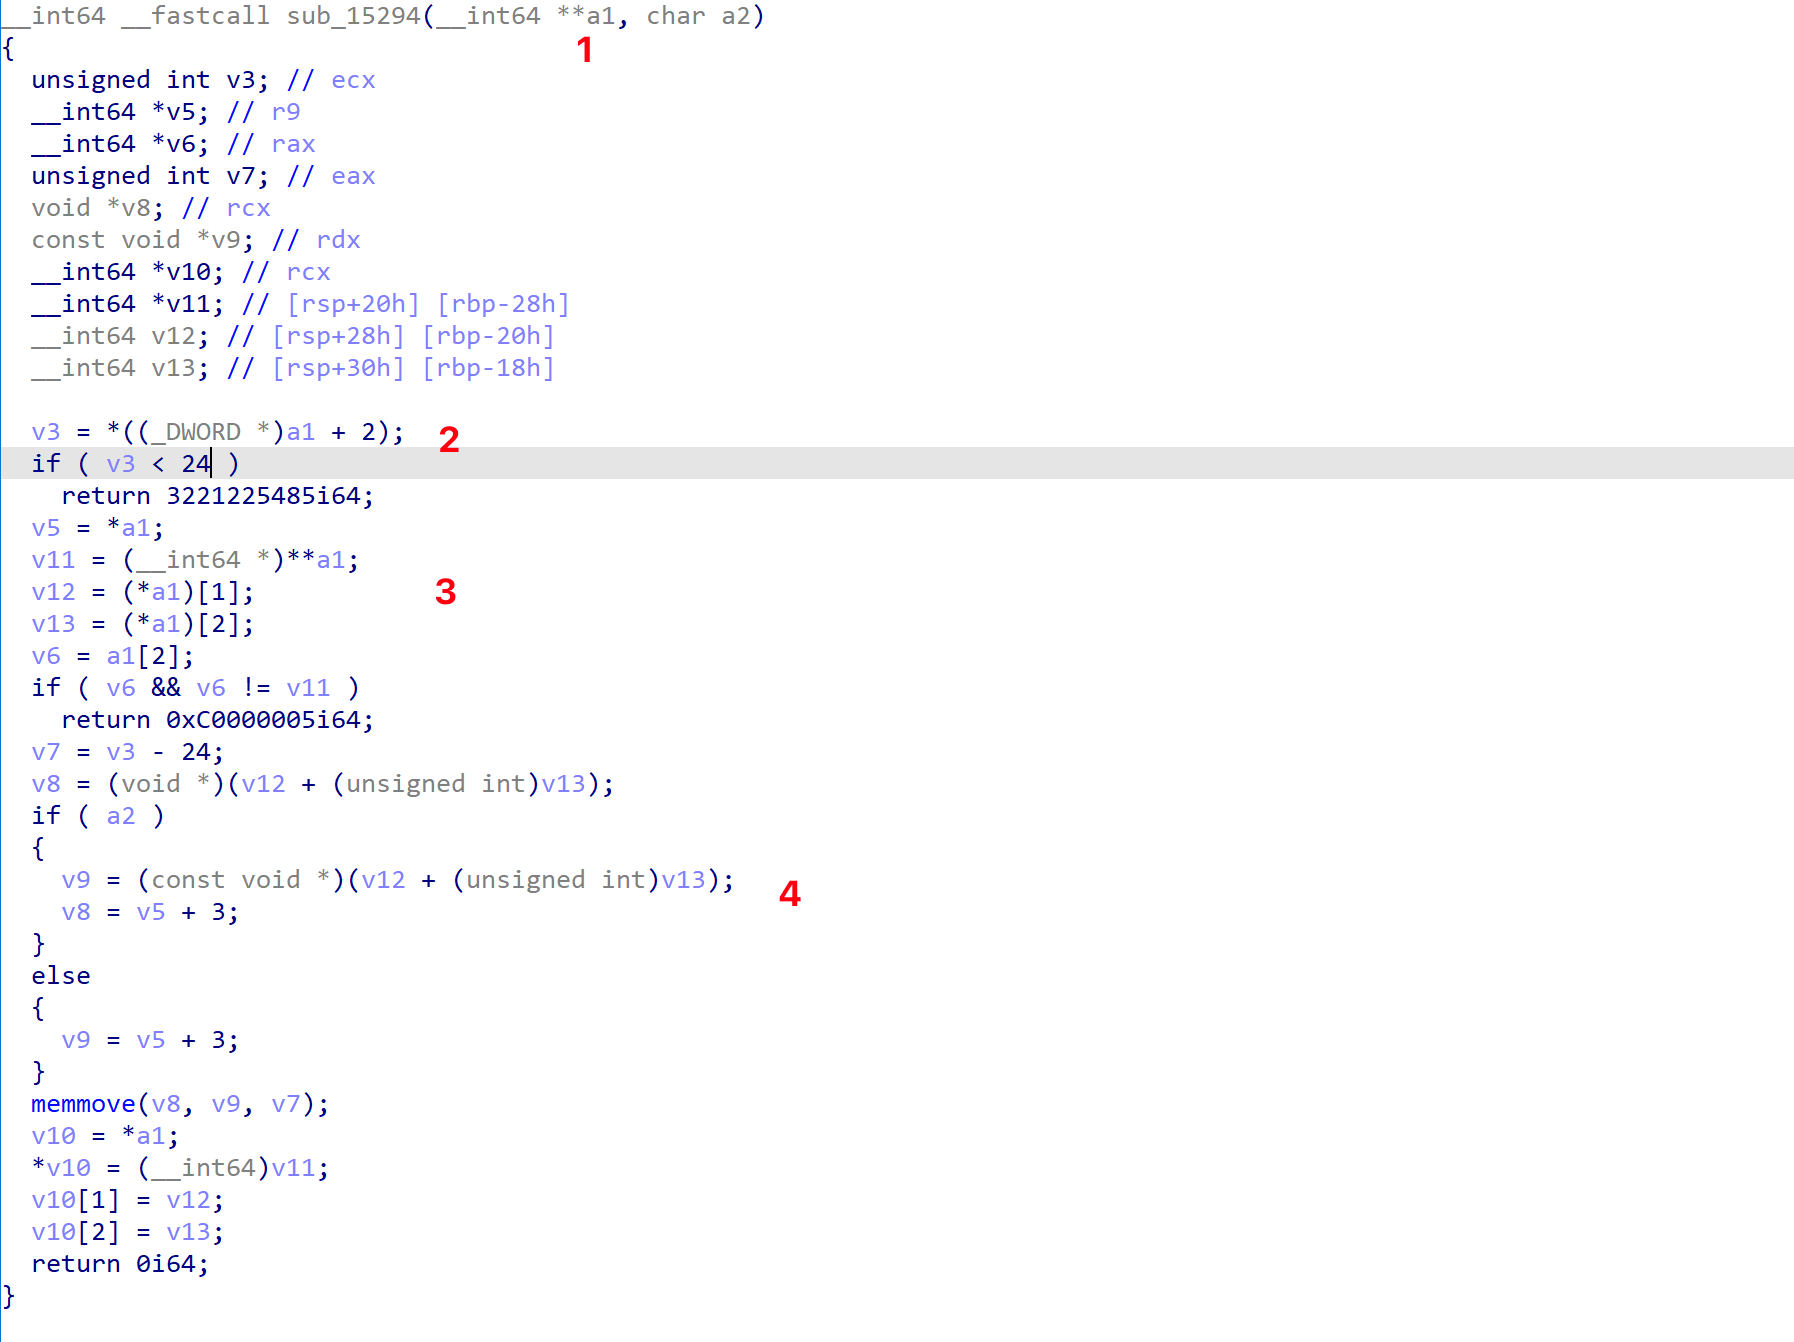 __int64 __fastcall sub_15294(__int64 **a1, char a2)
{
1
unsigned int v3; // ecx
__int64 *v5; // r9
__int64 *v6; // rax
unsigned int v7; // eax
void *v8; // rcx
const void *v9; // rdx
__int64 *v10; // rcx
__int64 *v11; // [rsp+20h] [rbp-28h]
__int64 v12; // [rsp+28h] [rbp-20h]
__int64 v13; // [rsp+30h] [rbp-18h]
v3 = *((_DWORD *)a1 + 2); 2
if ( v3 < 24 )
return 3221225485i64;
v5 = *a1;
v11 = (__int64 *)**a1;
v12 = (*a1)[1]; 3
v13 = (*a1)[2];
v6 = a1[2];
if ( v6 && v6 != v11 )
return 0xC0000005i64;
v7 = v3 - 24;
v8 = (void *)(v12 + (unsigned int)v13);
if ( a2 )
{
v9 = (const void *)(v12 + (unsigned int)v13); 4
v8 = v5 + 3;
}
else
{
v9 = v5 + 3;
}
memmove(v8, v9, v7);
v10 = *a1;
*v10 = (__int64)v11;
v10[1] = v12;
v10[2] = v13;
return 0i64;
}